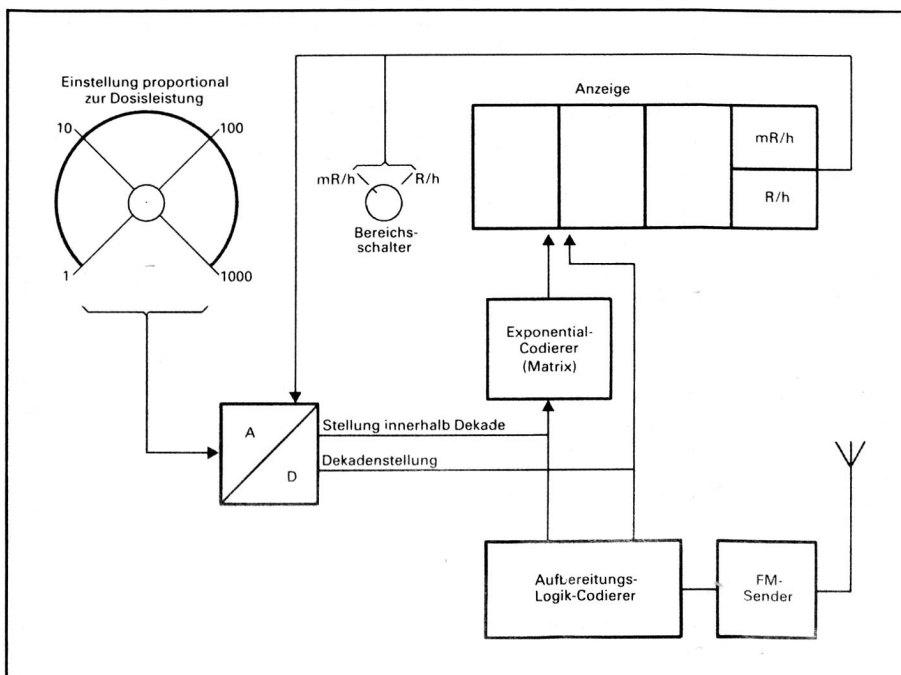 Einstellung proportional
zur Dosisleistung
10
100
1
1000
mR/h
R/h
Bereichs-
schalter
Anzeige
mR/h
R/h
Exponential-
Codierer
(Matrix)
A
D
Stellung innerhalb Dekade
Dekadenstellung
Aufbereitungs-
Logik-Codierer
FM-
Sender